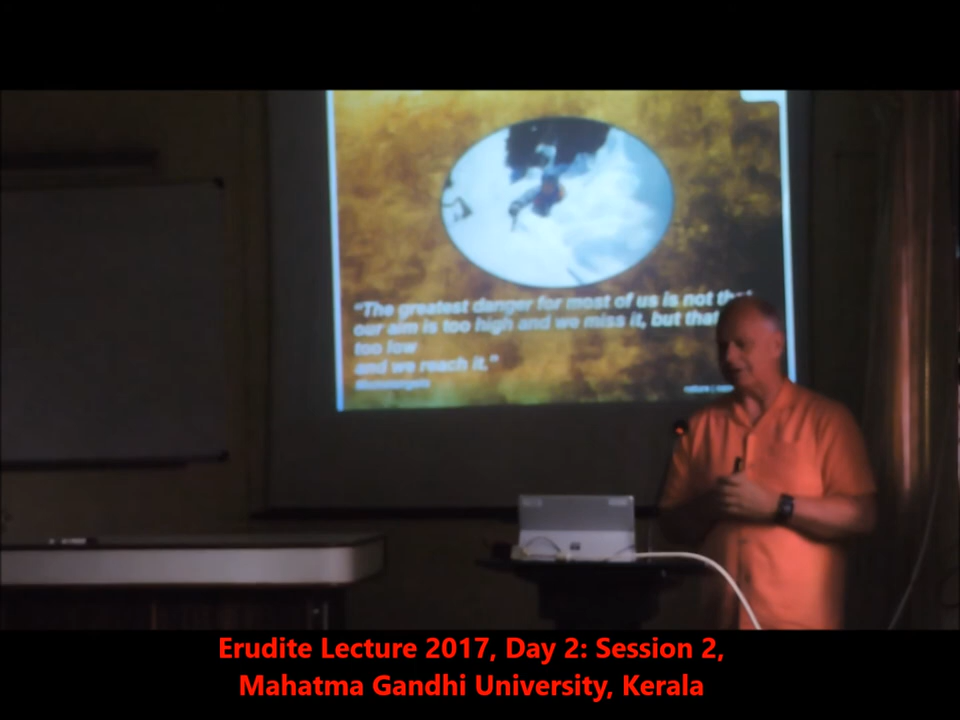 "The greatest danger for most of us is not that
our aim is too high and we miss it, but that
too low
and we reach it."
Erudite Lecture 2017, Day 2: Session 2,
Mahatma Gandhi University, Kerala